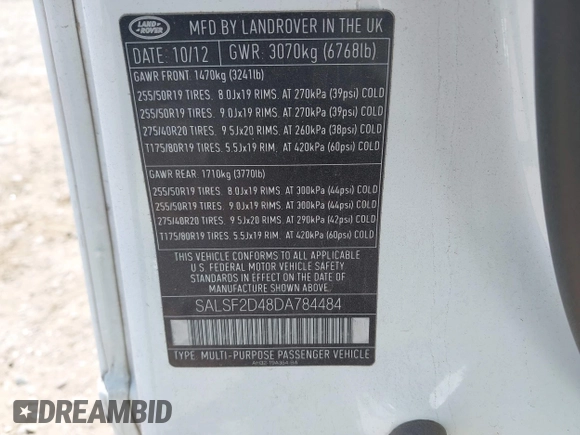 LAND
ROVER
MFD BY LANDROVER IN THE UK
DATE: 10/12 GWR: 3070kg (6768lb)
GAWR FRONT 1470kg (3241lb)
255/50R19 TIRES. 8.0Jx19 RIMS. AT 270kPa (39psi) COLD
255/50R19 TIRES. 9.0Jx19 RIMS. AT 270kPa (39psi) COLD
275/40R20 TIRES. 9.5Jx20 RIMS. AT 260kPa (38psi) COLD
T175/80R19 TIRES. 5.5Jx19 RIM. AT 420kPa (60psi) COLD
GAWR REAR 1710kg (3770lb)
255/50R19 TIRES. 8.0Jx19 RIMS. AT 300kPa (44psi) COLD
255/50R19 TIRES. 9.0Jx19 RIMS. AT 300kPa (44psi) COLD
275/40R20 TIRES. 9.5Jx20 RIMS. AT 290kPa (42psi) COLD
T175/80R19 TIRES. 5.5Jx19 RIM. AT 420kPa (60psi) COLD
THIS VEHICLE CONFORMS TO ALL APPLICABLE
U.S. FEDERAL MOTOR VEHICLE SAFETY
STANDARDS IN EFFECT ON THE DATE OF
MANUFACTURE SHOWN ABOVE.
SALSF2D48DA784484
TYPE: MULTI-PURPOSE PASSENGER VEHICLE
DREAMBID